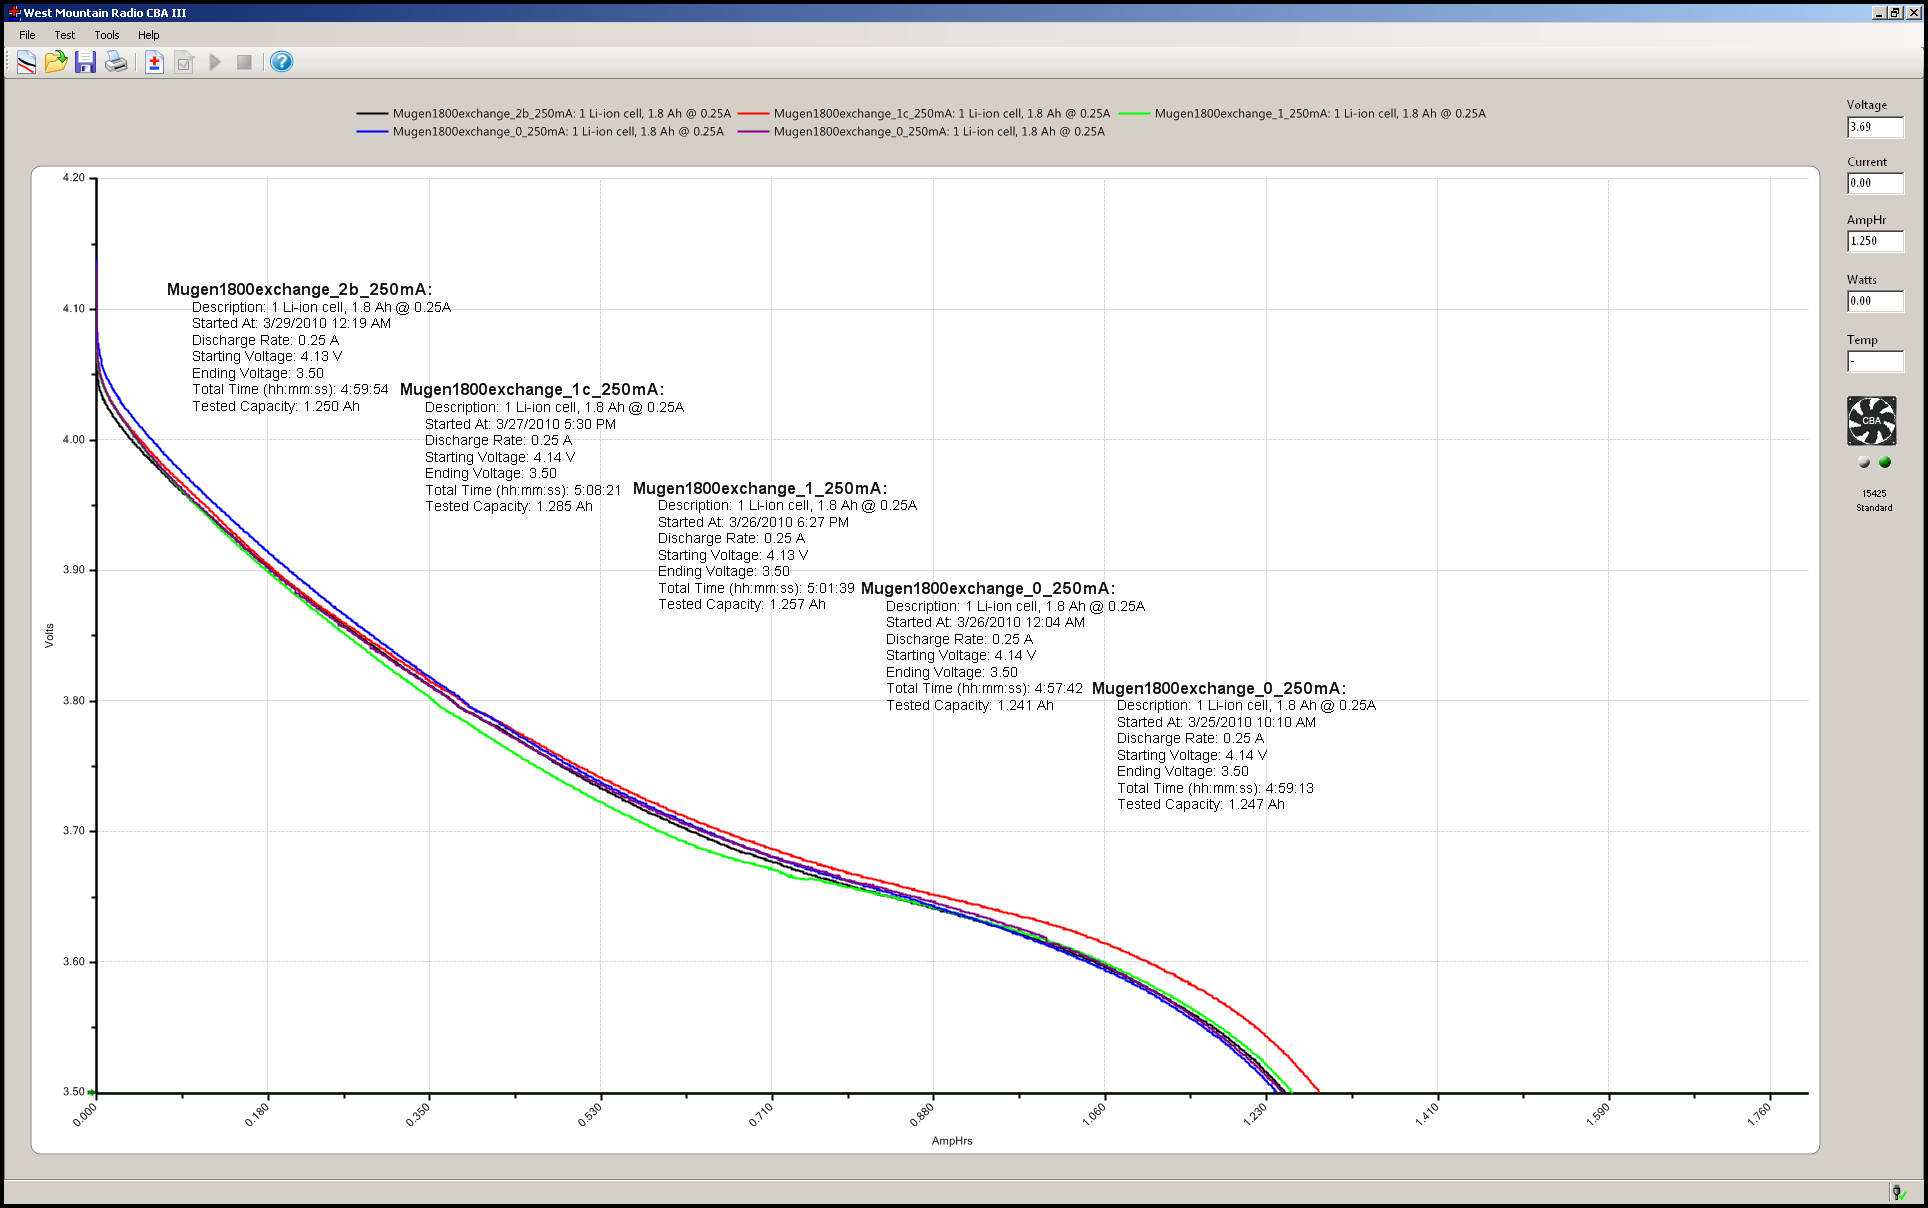 West Mountain Radio CBA III
File Test Tools Help
Mugen1800exchange_2b_250mA: 1 Li-ion cell, 1.8 Ah @ 0.25A Mugen1800exchange_1c_250mA: 1 Li-ion cell, 1.8 Ah @ 0.25A Mugen1800exchange_1_250mA: 1 Li-ion cell, 1.8 Ah @ 0.25A
Mugen1800exchange_0_250mA: 1 Li-ion cell, 1.8 Ah @ 0.25A Mugen1800exchange_0_250mA: 1 Li-ion cell, 1.8 Ah @ 0.25A
4.20
4.10
4.00
3.90
3.80
3.70
3.60
3.50
Volts
Mugen1800exchange_2b_250mA:
Description: 1 Li-ion cell, 1.8 Ah @ 0.25A
Started At: 3/29/2010 12:19 AM
Discharge Rate: 0.25 A
Starting Voltage: 4.13 V
Ending Voltage: 3.50
Total Time (hh:mm:ss): 4:59:54
Tested Capacity: 1.250 Ah
Mugen1800exchange_1c_250mA:
Description: 1 Li-ion cell, 1.8 Ah @ 0.25A
Started At: 3/27/2010 5:30 PM
Discharge Rate: 0.25 A
Starting Voltage: 4.14 V
Ending Voltage: 3.50
Total Time (hh:mm:ss): 5:08:21
Tested Capacity: 1.285 Ah
Mugen1800exchange_1_250mA:
Description: 1 Li-ion cell, 1.8 Ah @ 0.25A
Started At: 3/26/2010 6:27 PM
Discharge Rate: 0.25 A
Starting Voltage: 4.13 V
Ending Voltage: 3.50
Total Time (hh:mm:ss): 5:01:39
Tested Capacity: 1.257 Ah
Mugen1800exchange_0_250mA:
Description: 1 Li-ion cell, 1.8 Ah @ 0.25A
Started At: 3/26/2010 12:04 AM
Discharge Rate: 0.25 A
Starting Voltage: 4.14 V
Ending Voltage: 3.50
Total Time (hh:mm:ss): 4:57:42
Tested Capacity: 1.241 Ah
Mugen1800exchange_0_250mA:
Description: 1 Li-ion cell, 1.8 Ah @ 0.25A
Started At: 3/25/2010 10:10 AM
Discharge Rate: 0.25 A
Starting Voltage: 4.14 V
Ending Voltage: 3.50
Total Time (hh:mm:ss): 4:59:13
Tested Capacity: 1.247 Ah
0.000 0.180 0.350 0.530 0.710 0.880 1.060 1.230 1.410 1.590 1.760
AmpHrs
Voltage
3.69
Current
0.00
AmpHr
1.250
Watts
0.00
Temp
-
CBA
15425
Standard